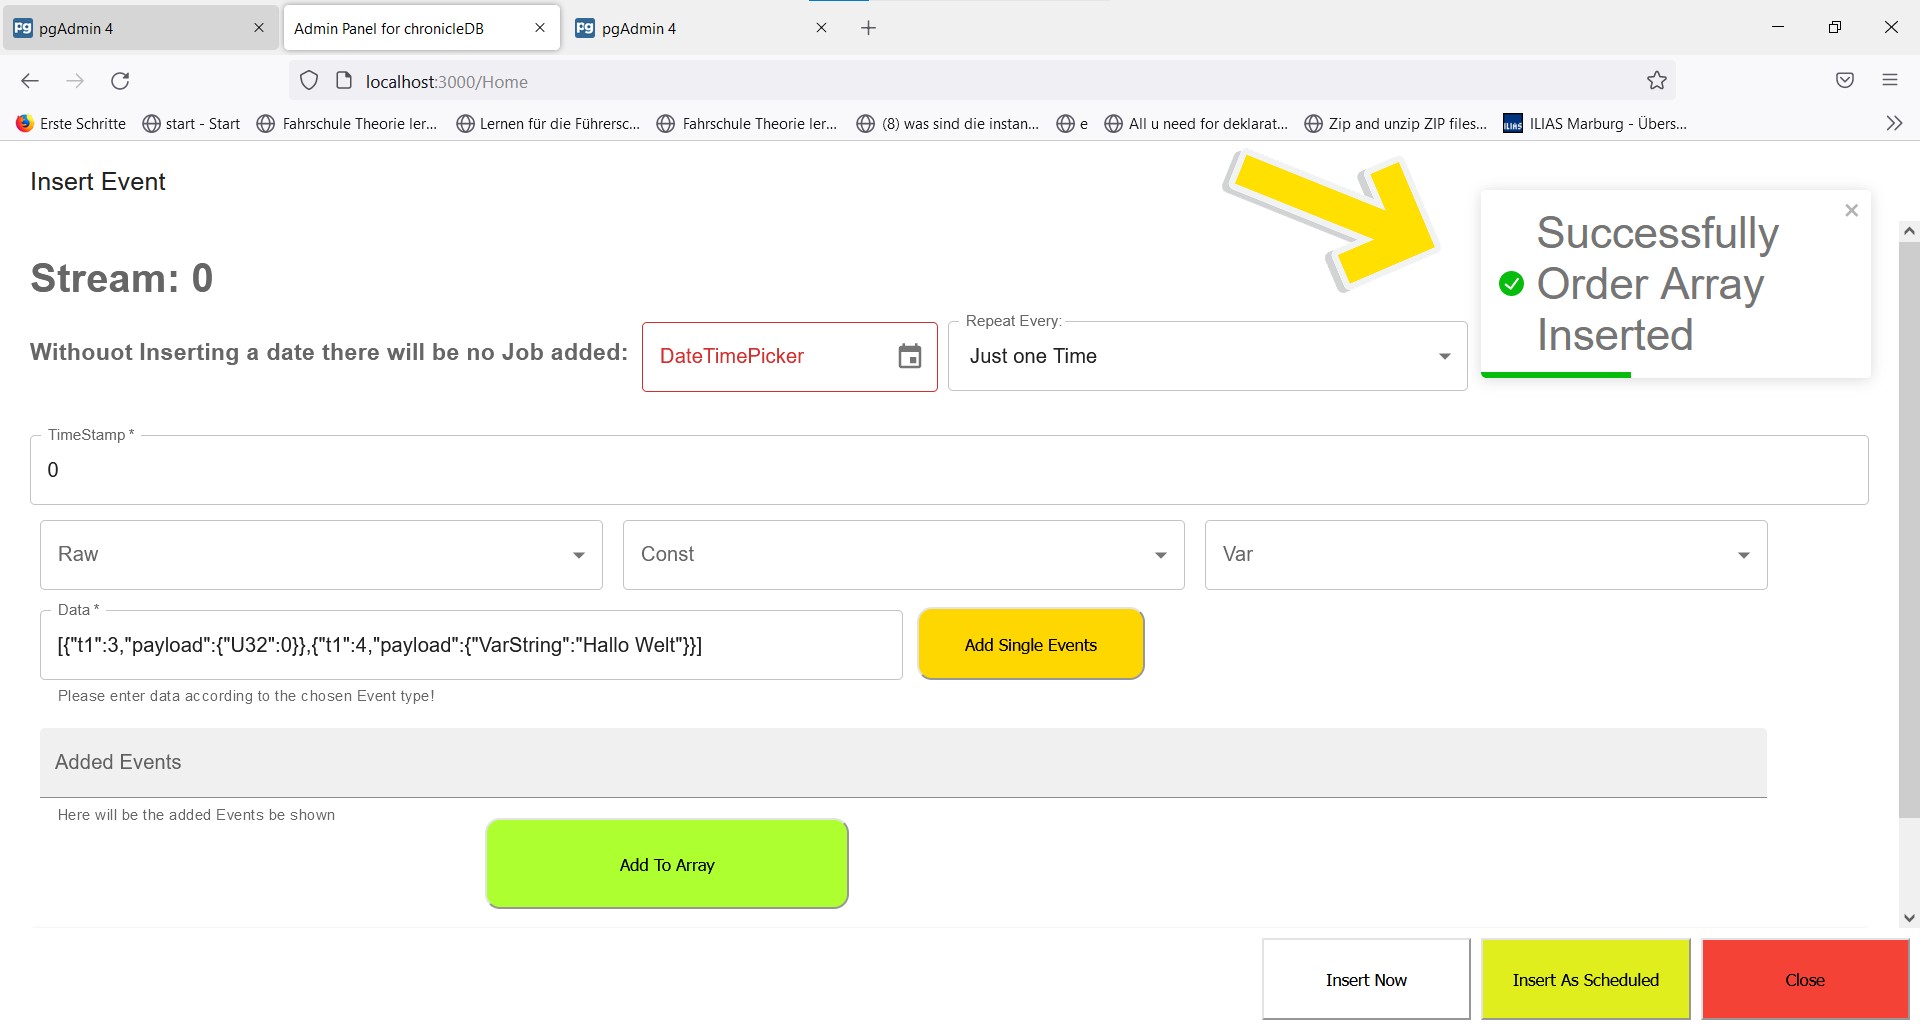 pgAdmin 4
Admin Panel for chronicleDB
pgAdmin 4
localhost:3000/Home
Erste Schritte
start - Start
Fahrschule Theorie ler...
Lernen für die Führersc...
Fahrschule Theorie ler...
(8) was sind die instan...
e
All u need for deklarat...
Zip and unzip ZIP files...
ILIAS Marburg - Übers...
Insert Event
Successfully
Order Array
Inserted
Stream: 0
Withouot Inserting a date there will be no Job added:
DateTimePicker
Repeat Every:
Just one Time
TimeStamp *
0
Raw
Const
Var
Data *
[{"t1":3,"payload":{"U32":0}},{"t1":4,"payload":{"VarString":"Hallo Welt"}}]
Add Single Events
Please enter data according to the chosen Event type!
Added Events
Here will be the added Events be shown
Add To Array
Insert Now
Insert As Scheduled
Close